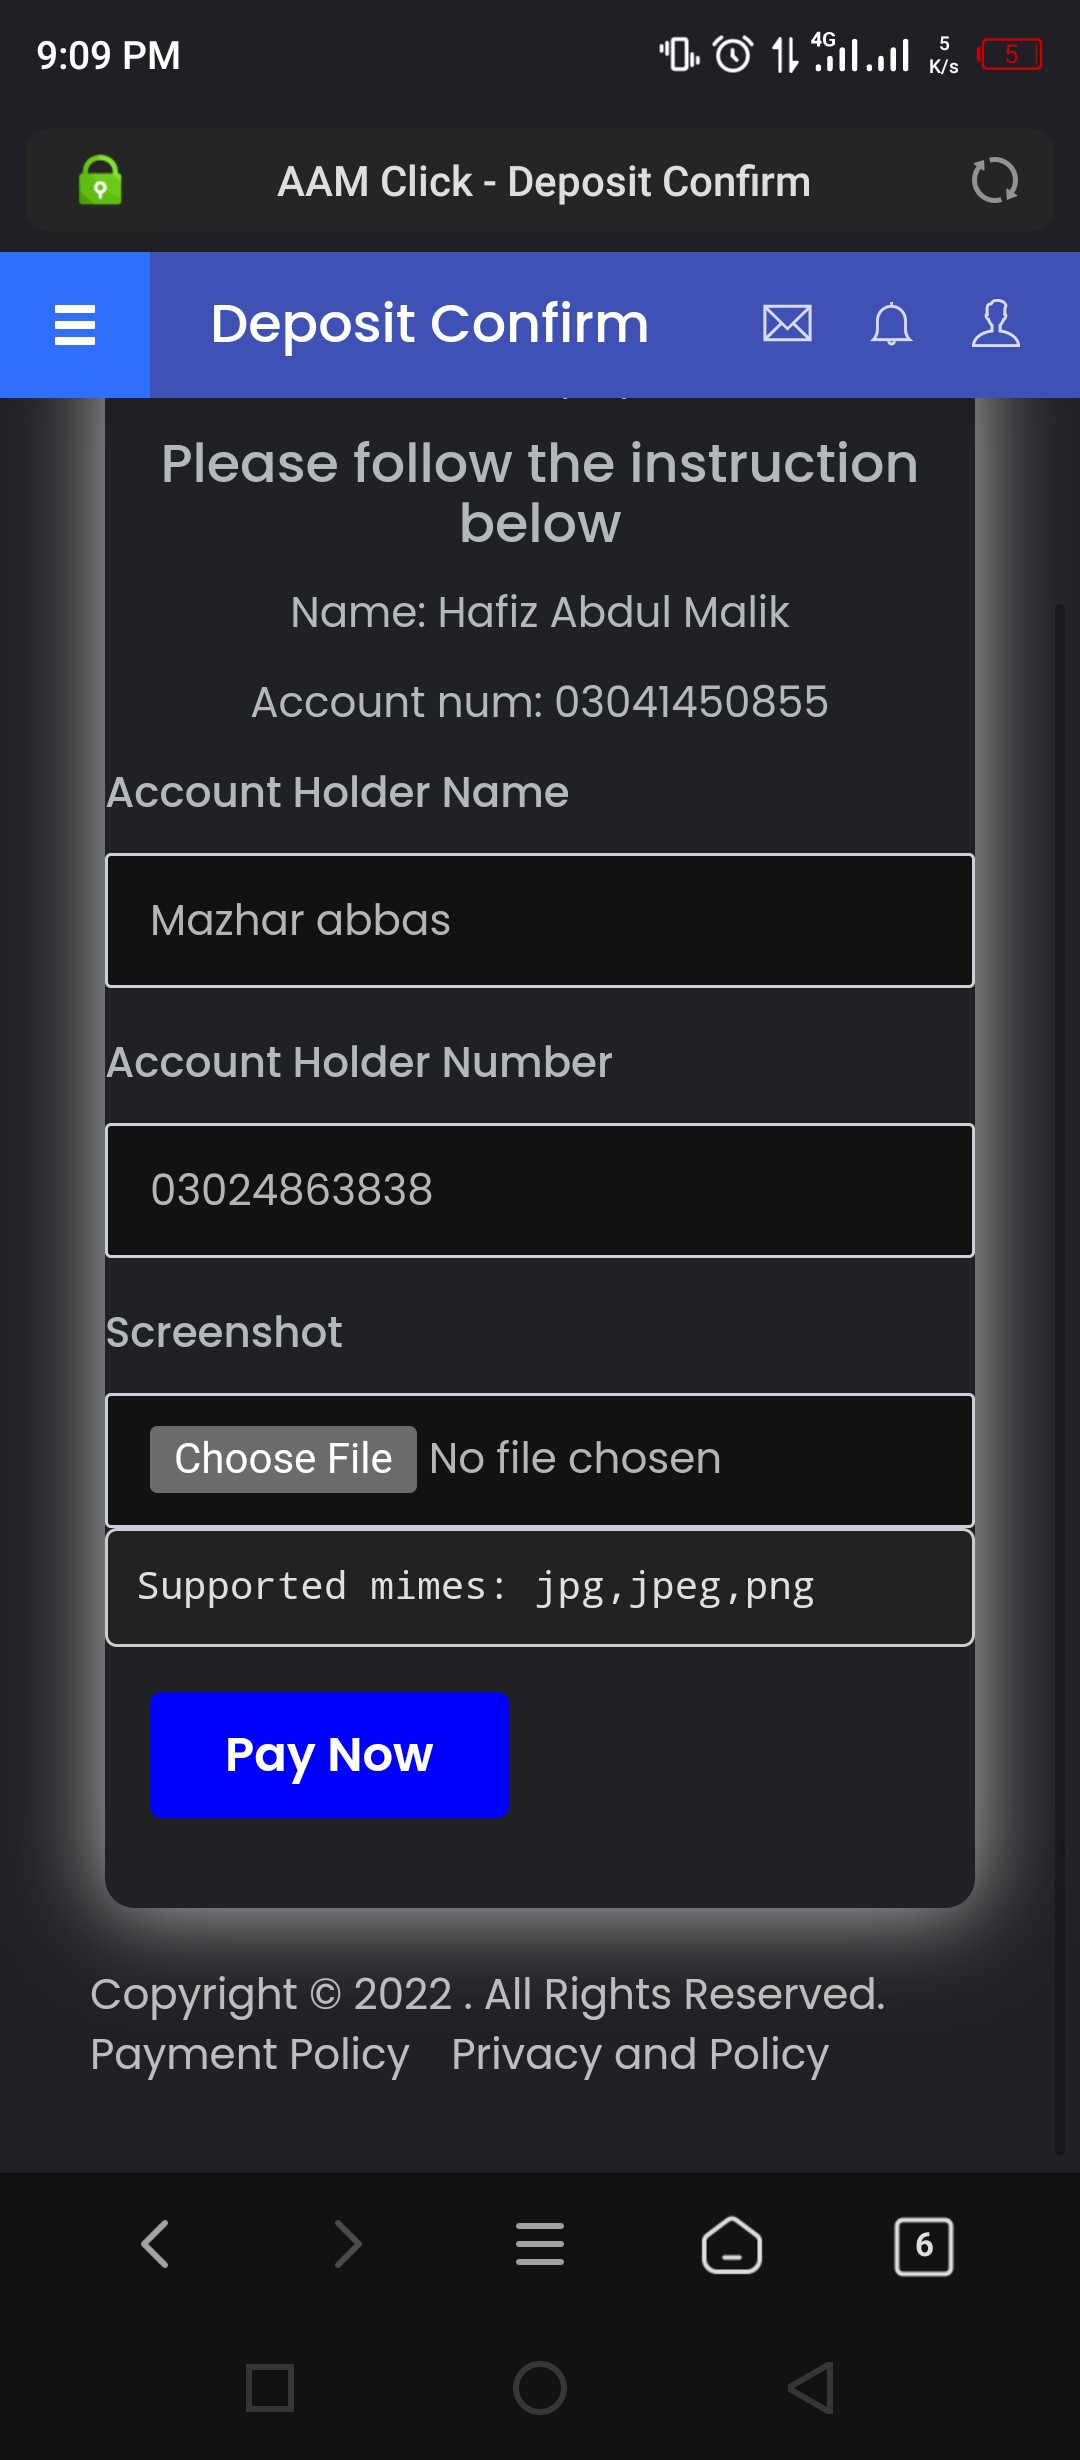 9:09 PM
4G
5
K/s
5
AAM Click - Deposit Confirm
Deposit Confirm
Please follow the instruction
below
Name: Hafiz Abdul Malik
Account num: 03041450855
Account Holder Name
Mazhar abbas
Account Holder Number
03024863838
Screenshot
Choose File No file chosen
Supported mimes: jpg,jpeg,png
Pay Now
Copyright © 2022 . All Rights Reserved.
Payment Policy Privacy and Policy
6